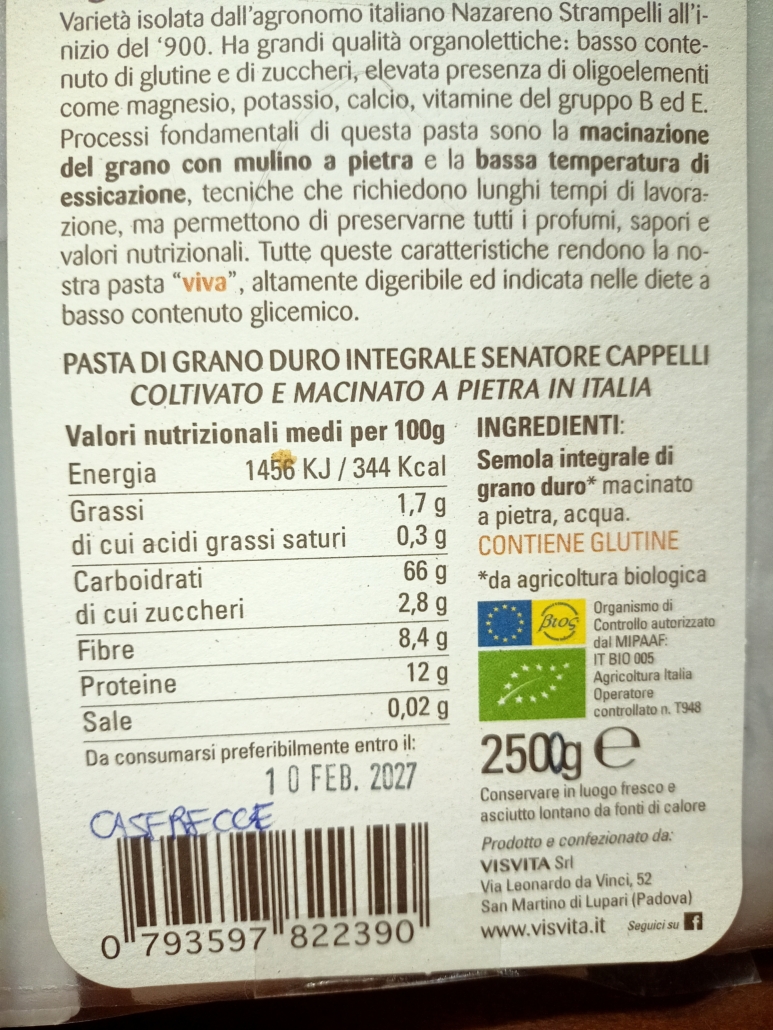 Varietà isolata dall'agronomo italiano Nazareno Strampelli all'i-
nizio del '900. Ha grandi qualità organolettiche: basso conte-
nuto di glutine e di zuccheri, elevata presenza di oligoelementi
come magnesio, potassio, calcio, vitamine del gruppo B ed E.
Processi fondamentali di questa pasta sono la macinazione
del grano con mulino a pietra e la bassa temperatura di
essicazione, tecniche che richiedono lunghi tempi di lavora-
zione, ma permettono di preservarne tutti i profumi, sapori e
valori nutrizionali. Tutte queste caratteristiche rendono la no-
stra pasta "viva", altamente digeribile ed indicata nelle diete a
basso contenuto glicemico.
PASTA DI GRANO DURO INTEGRALE SENATORE CAPPELLI
COLTIVATO E MACINATO A PIETRA IN ITALIA
Valori nutrizionali medi per 100g
Energia 1456 KJ / 344 Kcal
Grassi 1,7 g
di cui acidi grassi saturi 0,3 g
Carboidrati 66 g
di cui zuccheri 2,8 g
Fibre 8,4 g
Proteine 12 g
Sale 0,02 g
Da consumarsi preferibilmente entro il:
10 FEB. 2027
CASERECCE
0 793597 822390
INGREDIENTI:
Semola integrale di
grano duro* macinato
a pietra, acqua.
CONTIENE GLUTINE
*da agricoltura biologica
Bios
Organismo di
Controllo autorizzato
dal MIPAAF:
IT BIO 005
Agricoltura Italia
Operatore
controllato n. T948
2500g e
Conservare in luogo fresco e
asciutto lontano da fonti di calore
Prodotto e confezionato da:
VISVITA Srl
Via Leonardo da Vinci, 52
San Martino di Lupari (Padova)
www.visvita.it Seguici su f